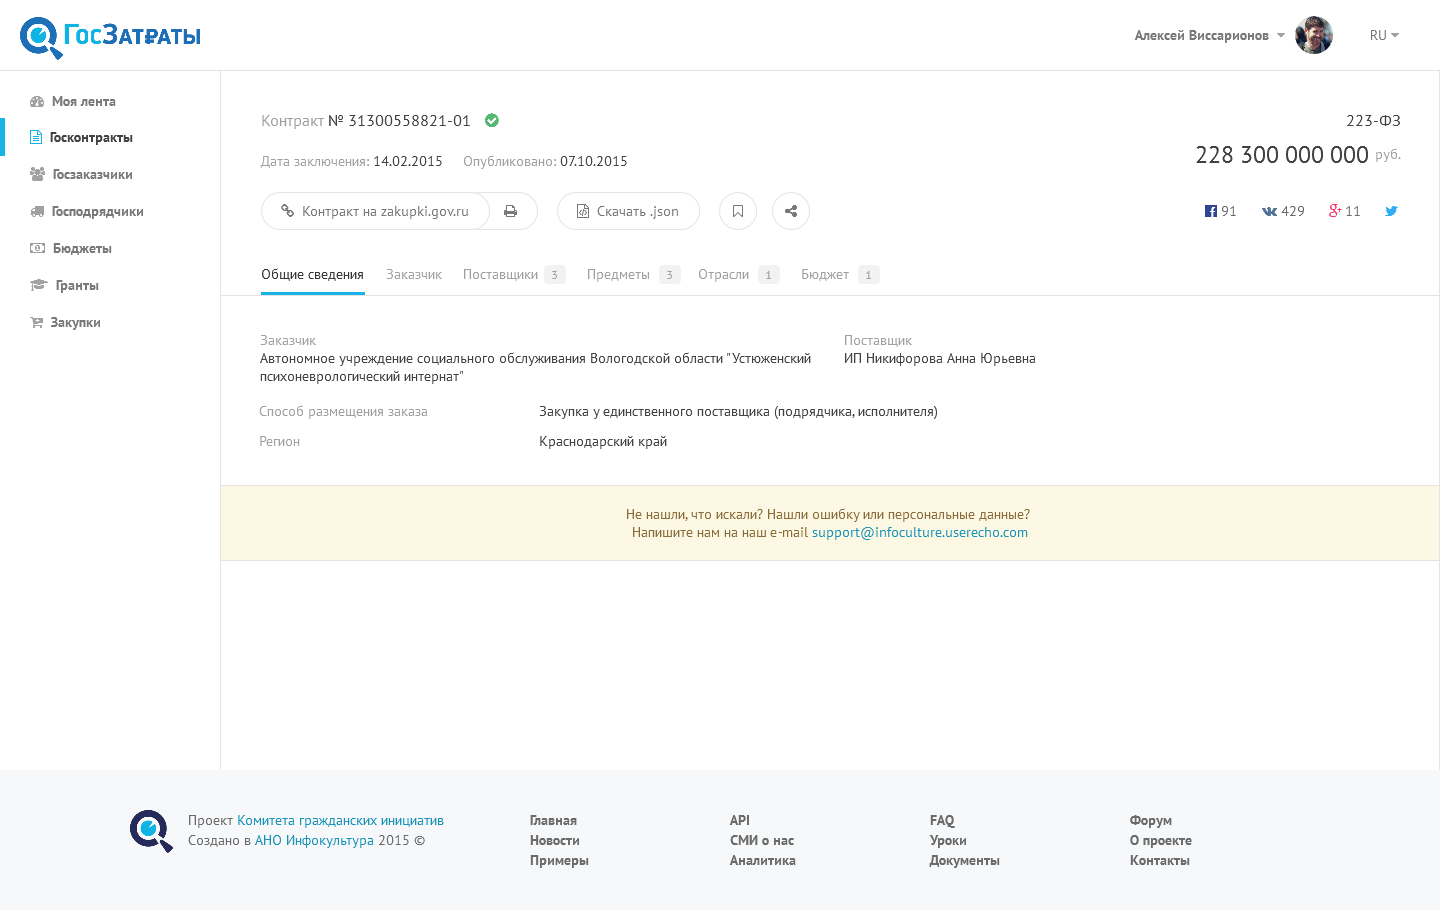 ГосЗатраты
Алексей Виссарионов
RU
Моя лента
Госконтракты
Госзаказчики
Господрядчики
Бюджеты
Гранты
Закупки
Контракт № 31300558821-01
223-ФЗ
Дата заключения: 14.02.2015 Опубликовано: 07.10.2015
228 300 000 000 руб.
Контракт на zakupki.gov.ru
Скачать .json
91 429 11
Общие сведения Заказчик Поставщики 3 Предметы 3 Отрасли 1 Бюджет 1
Заказчик
Автономное учреждение социального обслуживания Вологодской области "Устюженский
психоневрологический интернат"
Поставщик
ИП Никифорова Анна Юрьевна
Способ размещения заказа Закупка у единственного поставщика (подрядчика, исполнителя)
Регион Краснодарский край
Не нашли, что искали? Нашли ошибку или персональные данные?
Напишите нам на наш e-mail support@infoculture.userecho.com
Проект Комитета гражданских инициатив
Создано в АНО Инфокультура 2015 ©
Главная
Новости
Примеры
API
СМИ о нас
Аналитика
FAQ
Уроки
Документы
Форум
О проекте
Контакты